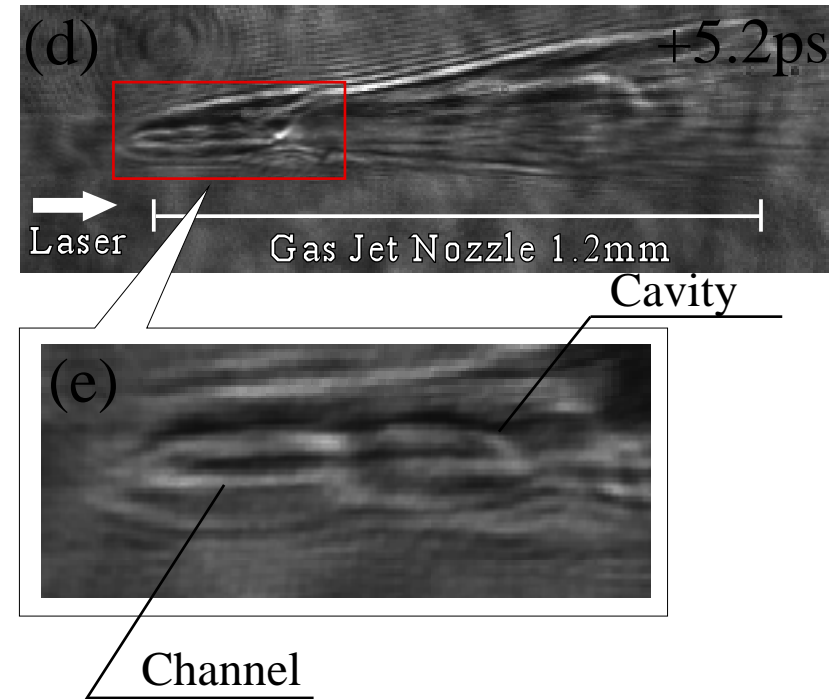 (d)
+5.2ps
Laser
Gas Jet Nozzle 1.2mm
Cavity
(e)
Channel